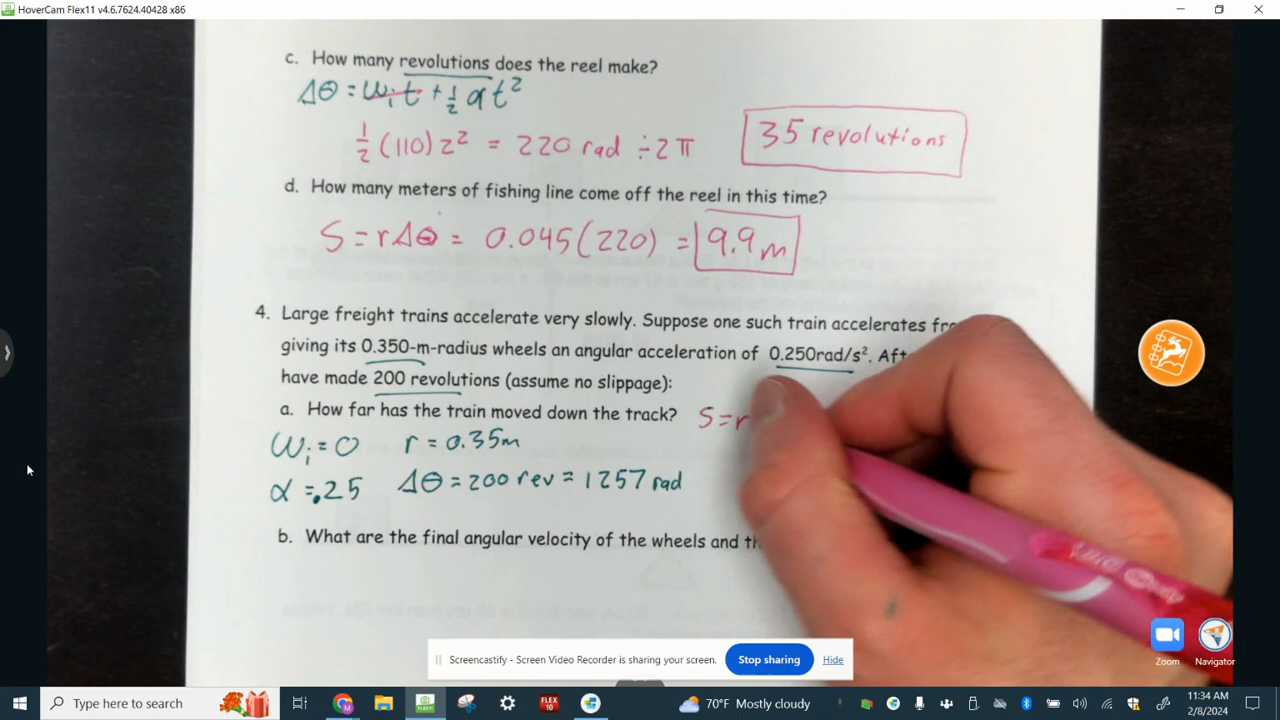 HoverCam Flex11 v4.6.7624.40428 x86
c. How many revolutions does the reel make?
Δθ = ωit + 1/2 αt²
1/2 (110) 2² = 220 rad ÷ 2π
35 revolutions
d. How many meters of fishing line come off the reel in this time?
S = rΔθ = 0.045(220) = 9.9 m
4. Large freight trains accelerate very slowly. Suppose one such train accelerates
giving its 0.350-m-radius wheels an angular acceleration of 0.250rad/s².
have made 200 revolutions (assume no slippage):
a. How far has the train moved down the track? S = r
ωi = 0 r = 0.35m
α = .25 Δθ = 200 rev = 1257 rad
b. What are the final angular velocity of the wheels and
Screencastify - Screen Video Recorder is sharing your screen. Stop sharing Hide
Zoom Navigator
Type here to search
FLEX 10
70°F Mostly cloudy
11:34 AM
2/8/2024